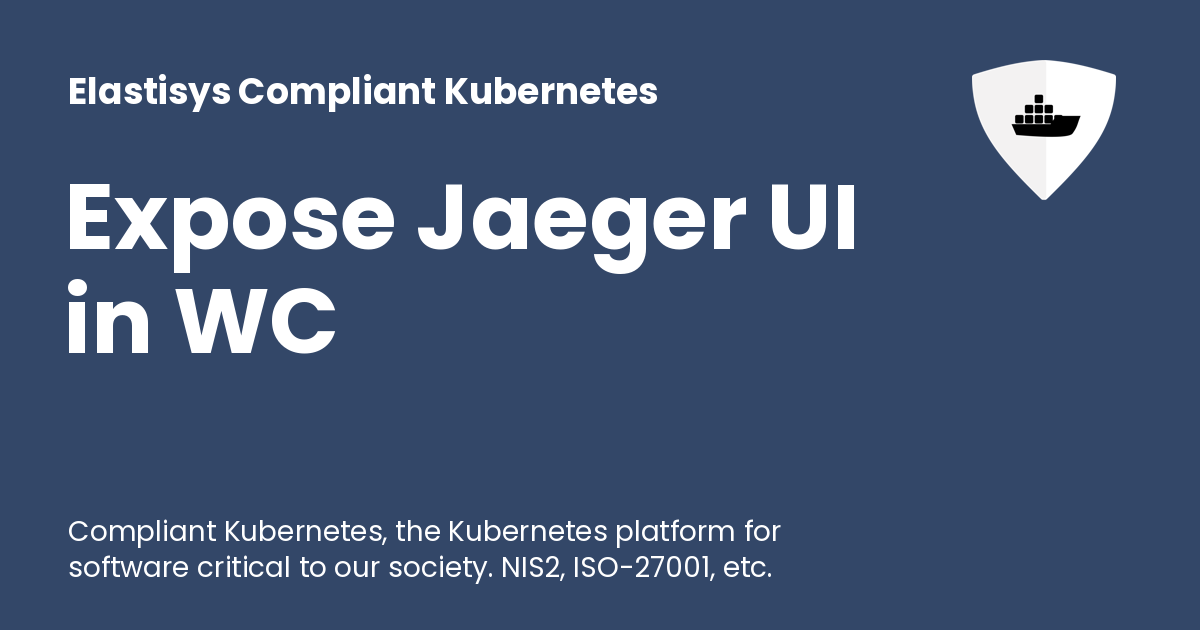 Elastisys Compliant Kubernetes
Expose Jaeger UI
in WC
Compliant Kubernetes, the Kubernetes platform for
software critical to our society. NIS2, ISO-27001, etc.